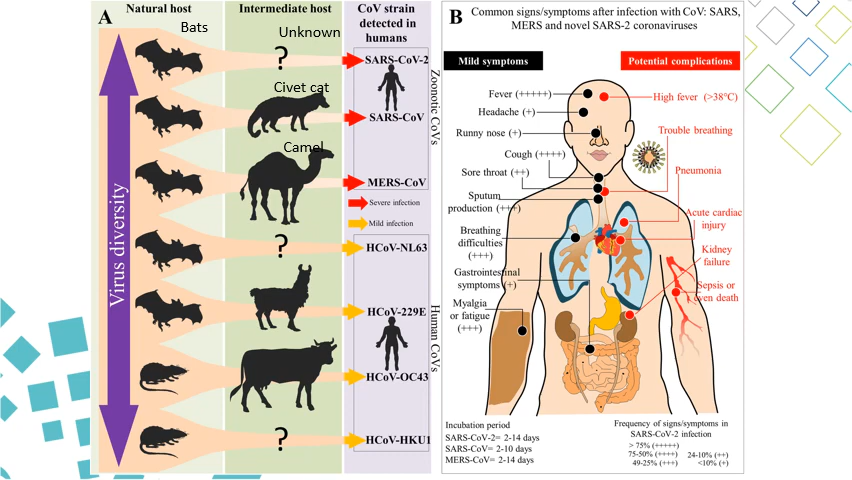 A
Natural host
Intermediate host
CoV strain
detected in
humans
Bats
Unknown
?
SARS-CoV-2
Civet cat
SARS-CoV
Camel
MERS-CoV
Zoonotic CoVs
Severe infection
Mild infection
Virus diversity
?
HCoV-NL63
HCoV-229E
HCoV-OC43
?
HCoV-HKU1
Human CoVs
B
Common signs/symptoms after infection with CoV: SARS,
MERS and novel SARS-2 coronaviruses
Mild symptoms
Potential complications
Fever (+++++)
Headache (+)
Runny nose (+)
Cough (++++)
Sore throat (++)
Sputum
production (+++)
Breathing
difficulties
(+++)
Gastrointestinal
symptoms (+)
Myalgia
or fatigue
(+++)
High fever (>38°C)
Trouble breathing
Pneumonia
Acute cardiac
injury
Kidney
failure
Sepsis or
even death
Incubation period
SARS-CoV-2= 2-14 days
SARS-CoV= 2-10 days
MERS-CoV= 2-14 days
Frequency of signs/symptoms in
SARS-CoV-2 infection
> 75% (+++++)
75-50% (++++) 24-10% (++)
49-25% (+++) <10% (+)